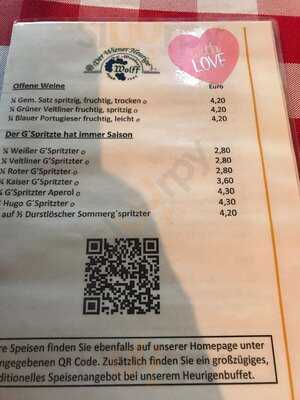 Der Wiener Heurige
Wolff
LOVE
Offene Weine
Euro
¼ Gem. Satz spritzig, fruchtig, trocken 4,20
¼ Grüner Veltliner fruchtig, spritzig 4,20
¼ Blauer Portugieser fruchtig, leicht 4,20
Der G´Spritzte hat immer Saison
¼ Weißer G´Spritzter 2,80
¼ Veltliner G´Spritzter 2,80
¼ Roter G´Spritzter 2,80
¼ Kaiser G´Spritzter 3,60
¼ G´Spritzter Aperol 4,30
Hugo G´Spritzter 4,30
auf ½ Durstlöscher Sommerg´spritzter 4,20
re Speisen finden Sie ebenfalls auf unserer Homepage unter
ngegebenen QR Code. Zusätzlich finden Sie ein großzügiges,
ditionelles Speisenangebot bei unserem Heurigenbuffet.